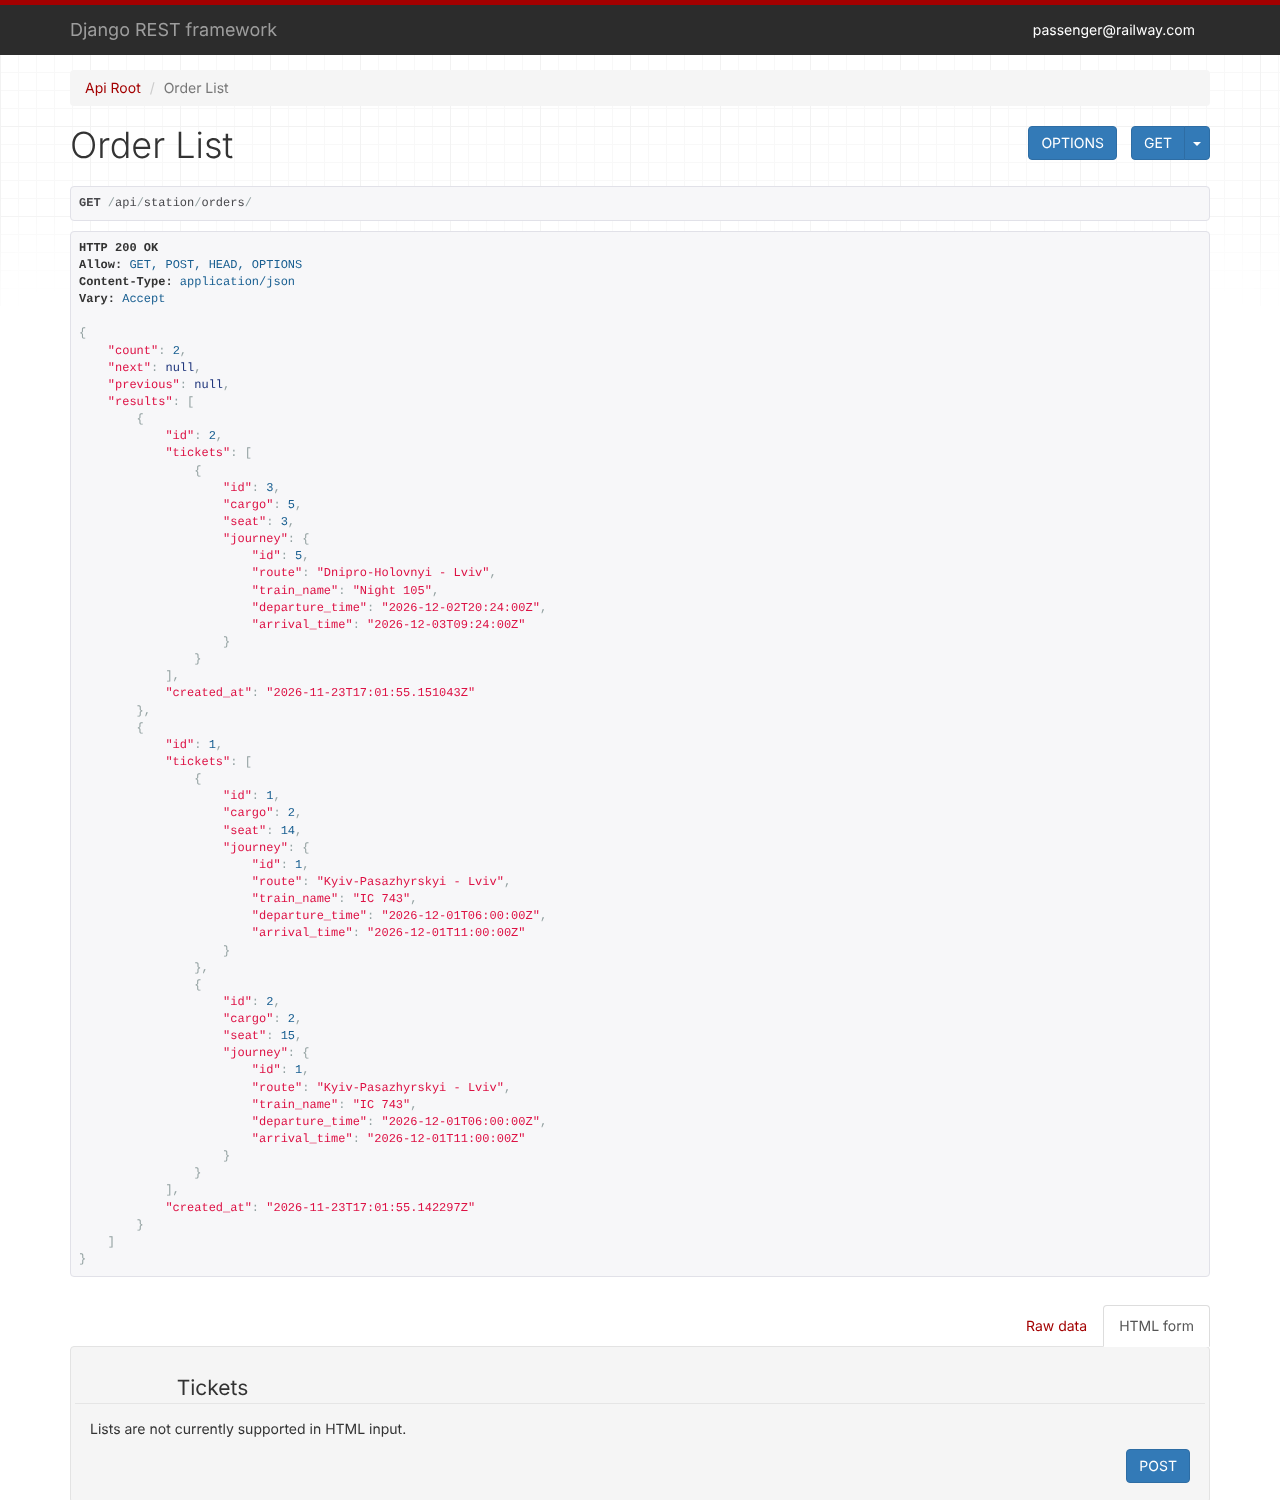 Django REST framework
passenger@railway.com
Api Root / Order List
Order List
OPTIONS
GET
GET /api/station/orders/
HTTP 200 OK
Allow: GET, POST, HEAD, OPTIONS
Content-Type: application/json
Vary: Accept
{
    "count": 2,
    "next": null,
    "previous": null,
    "results": [
        {
            "id": 2,
            "tickets": [
                {
                    "id": 3,
                    "cargo": 5,
                    "seat": 3,
                    "journey": {
                        "id": 5,
                        "route": "Dnipro-Holovnyi - Lviv",
                        "train_name": "Night 105",
                        "departure_time": "2026-12-02T20:24:00Z",
                        "arrival_time": "2026-12-03T09:24:00Z"
                    }
                }
            ],
            "created_at": "2026-11-23T17:01:55.151043Z"
        },
        {
            "id": 1,
            "tickets": [
                {
                    "id": 1,
                    "cargo": 2,
                    "seat": 14,
                    "journey": {
                        "id": 1,
                        "route": "Kyiv-Pasazhyrskyi - Lviv",
                        "train_name": "IC 743",
                        "departure_time": "2026-12-01T06:00:00Z",
                        "arrival_time": "2026-12-01T11:00:00Z"
                    }
                },
                {
                    "id": 2,
                    "cargo": 2,
                    "seat": 15,
                    "journey": {
                        "id": 1,
                        "route": "Kyiv-Pasazhyrskyi - Lviv",
                        "train_name": "IC 743",
                        "departure_time": "2026-12-01T06:00:00Z",
                        "arrival_time": "2026-12-01T11:00:00Z"
                    }
                }
            ],
            "created_at": "2026-11-23T17:01:55.142297Z"
        }
    ]
}
Raw data
HTML form
Tickets
Lists are not currently supported in HTML input.
POST